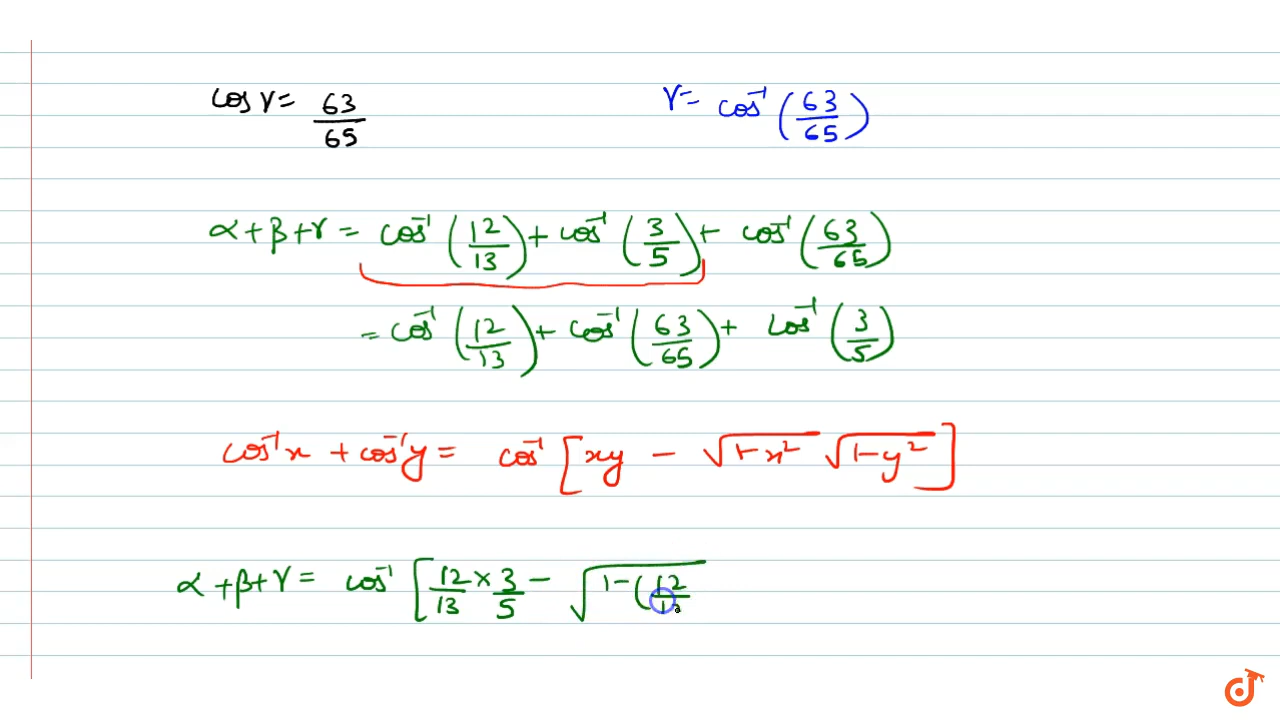 cos γ = 63/65 γ = cos⁻¹(63/65)
α+β+γ = cos⁻¹(12/13) + cos⁻¹(3/5) + cos⁻¹(63/65)
= cos⁻¹(12/13) + cos⁻¹(63/65) + cos⁻¹(3/5)
cos⁻¹x + cos⁻¹y = cos⁻¹[xy − √(1−x²) √(1−y²)]
α+β+γ = cos⁻¹[12/13 × 3/5 − √(1−(12/13